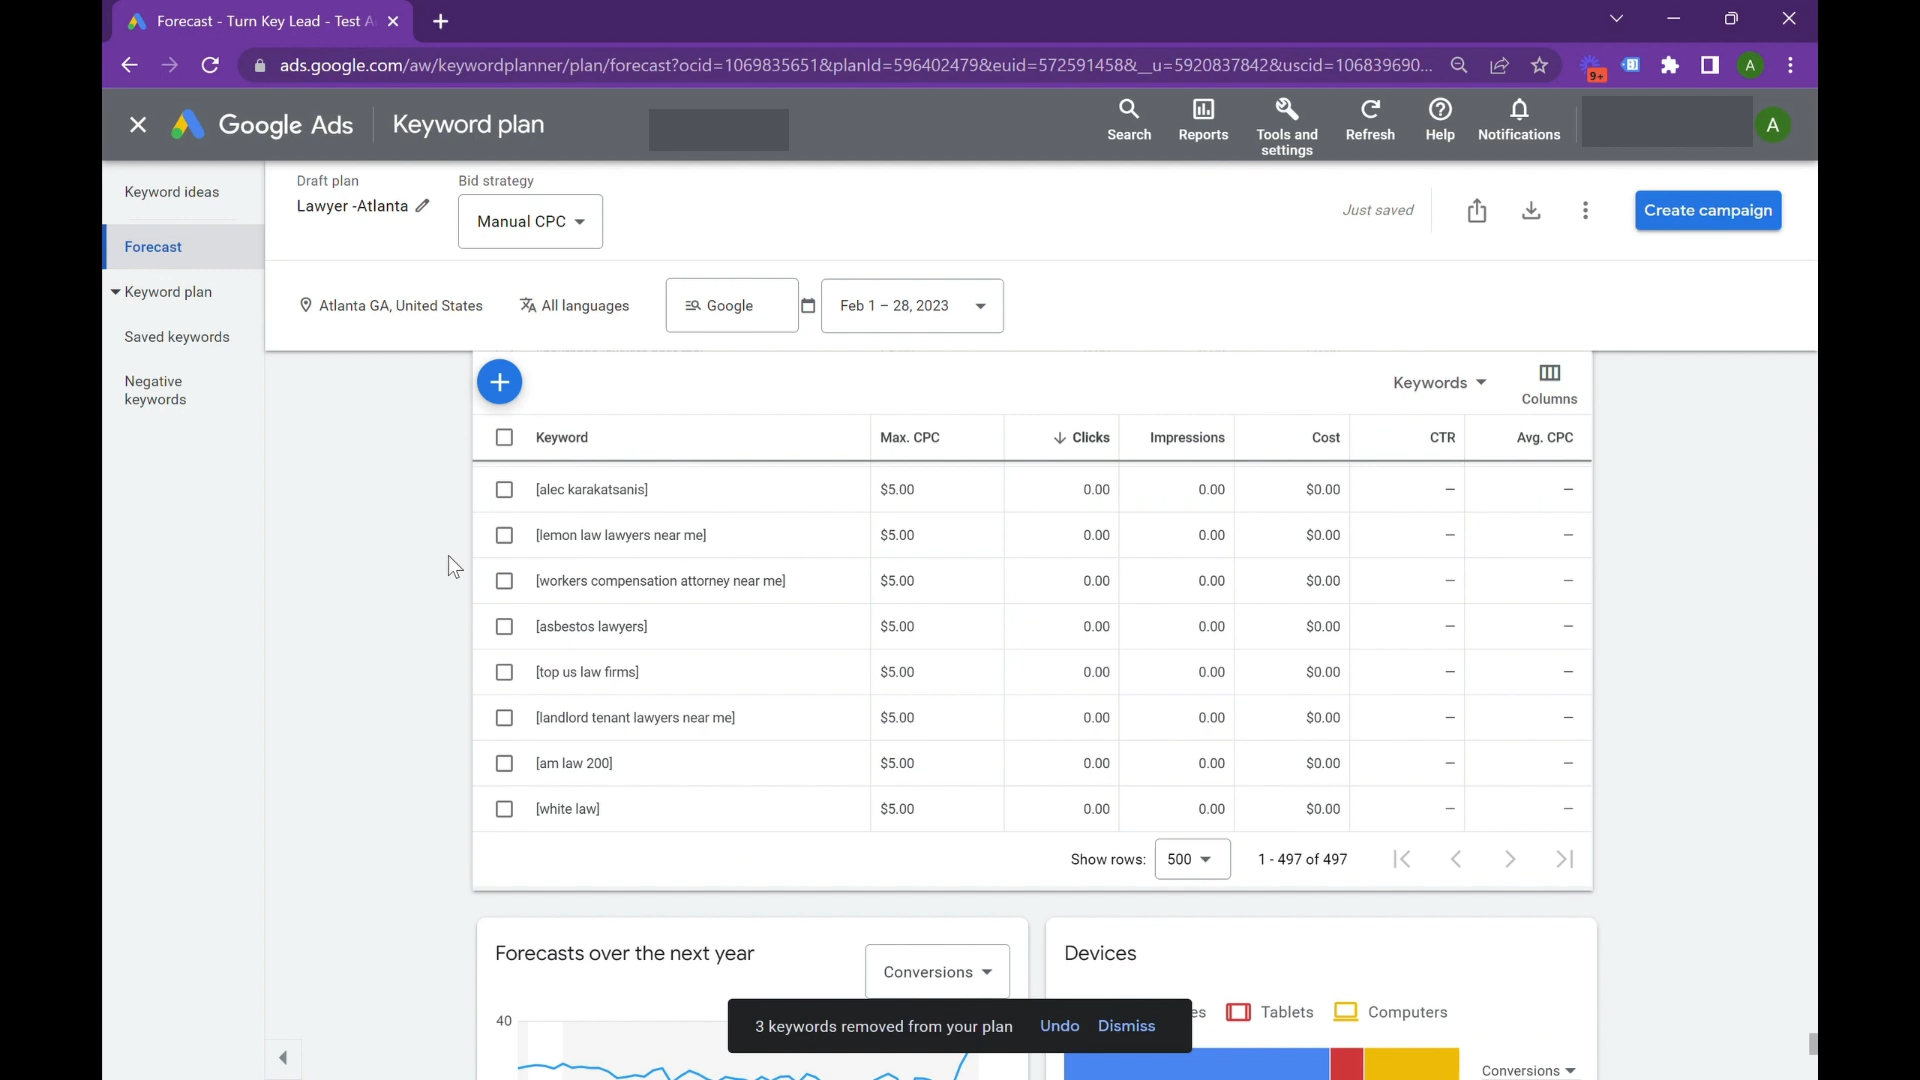 Forecast - Turn Key Lead - Test A
ads.google.com/aw/keywordplanner/plan/forecast?ocid=1069835651&planId=596402479&euid=572591458&__u=5920837842&uscid=106839690...
9+
A
Google Ads
Keyword plan
Search
Reports
Tools and
settings
Refresh
Help
Notifications
A
Keyword ideas
Forecast
Keyword plan
Saved keywords
Negative
keywords
Draft plan
Lawyer -Atlanta
Bid strategy
Manual CPC
Just saved
Create campaign
Atlanta GA, United States
All languages
Google
Feb 1 – 28, 2023
Keywords
Columns
Keyword Max. CPC Clicks Impressions Cost CTR Avg. CPC
[alec karakatsanis] $5.00 0.00 0.00 $0.00 – –
[lemon law lawyers near me] $5.00 0.00 0.00 $0.00 – –
[workers compensation attorney near me] $5.00 0.00 0.00 $0.00 – –
[asbestos lawyers] $5.00 0.00 0.00 $0.00 – –
[top us law firms] $5.00 0.00 0.00 $0.00 – –
[landlord tenant lawyers near me] $5.00 0.00 0.00 $0.00 – –
[am law 200] $5.00 0.00 0.00 $0.00 – –
[white law] $5.00 0.00 0.00 $0.00 – –
Show rows: 500 1 - 497 of 497
Forecasts over the next year
Conversions
40
Devices
es Tablets Computers
Conversions
3 keywords removed from your plan Undo Dismiss